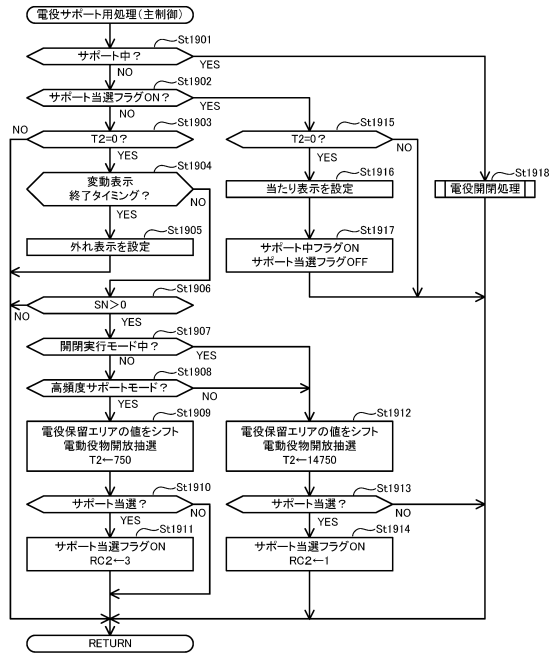 電役サポート用処理(主制御)
St1901
サポート中？
YES
NO
St1902
サポート当選フラグON？
YES
NO
St1903
NO
T2=0？
YES
St1915
T2=0？
NO
YES
St1904
変動表示
終了タイミング？
NO
YES
St1916
当たり表示を設定
St1918
電役開閉処理
St1905
外れ表示を設定
St1917
サポート中フラグON
サポート当選フラグOFF
St1906
SN＞0
NO
YES
St1907
開閉実行モード中？
YES
NO
St1908
高頻度サポートモード？
NO
YES
St1909
電役保留エリアの値をシフト
電動役物開放抽選
T2←750
St1912
電役保留エリアの値をシフト
電動役物開放抽選
T2←14750
St1910
サポート当選？
NO
YES
St1913
サポート当選？
NO
YES
St1911
サポート当選フラグON
RC2←3
St1914
サポート当選フラグON
RC2←1
RETURN